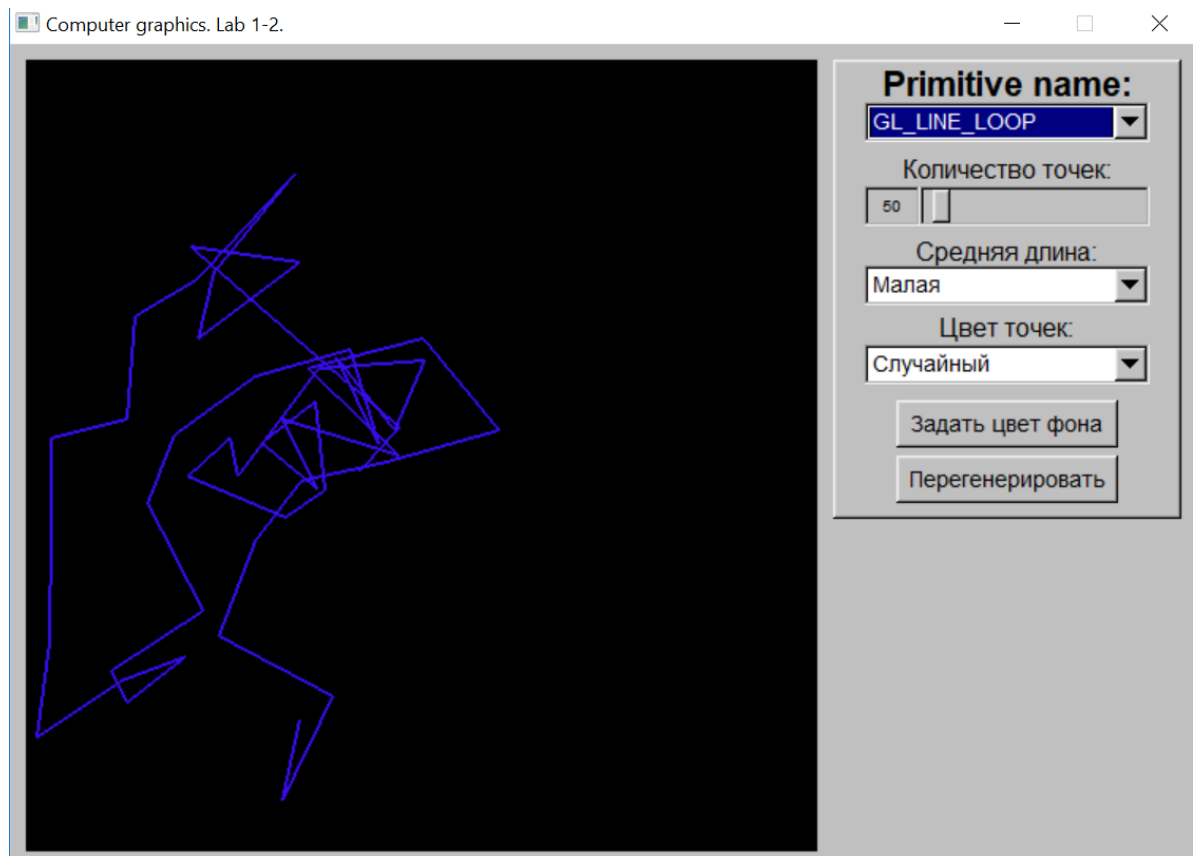 Computer graphics. Lab 1-2.
Primitive name:
GL_LINE_LOOP
Количество точек:
50
Средняя длина:
Малая
Цвет точек:
Случайный
Задать цвет фона
Перегенерировать